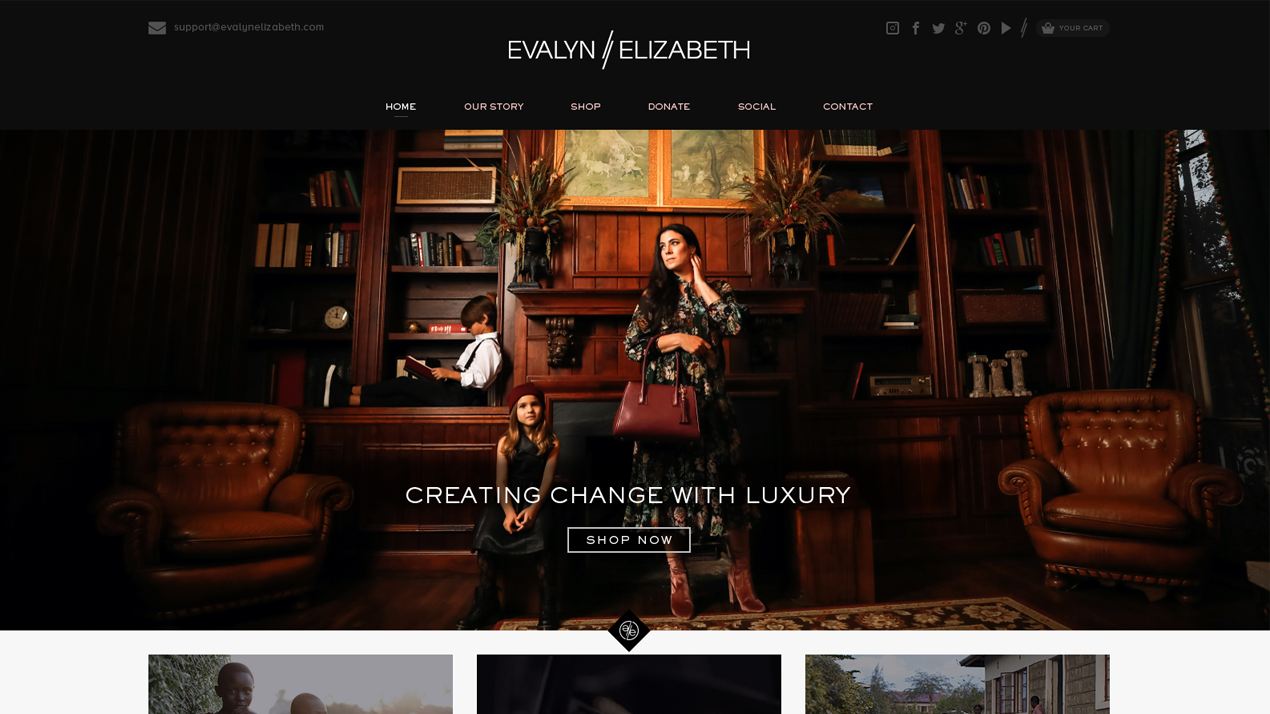 support@evalynelizabeth.com
YOUR CART
EVALYN // ELIZABETH
HOME
OUR STORY
SHOP
DONATE
SOCIAL
CONTACT
CREATING CHANGE WITH LUXURY
SHOP NOW